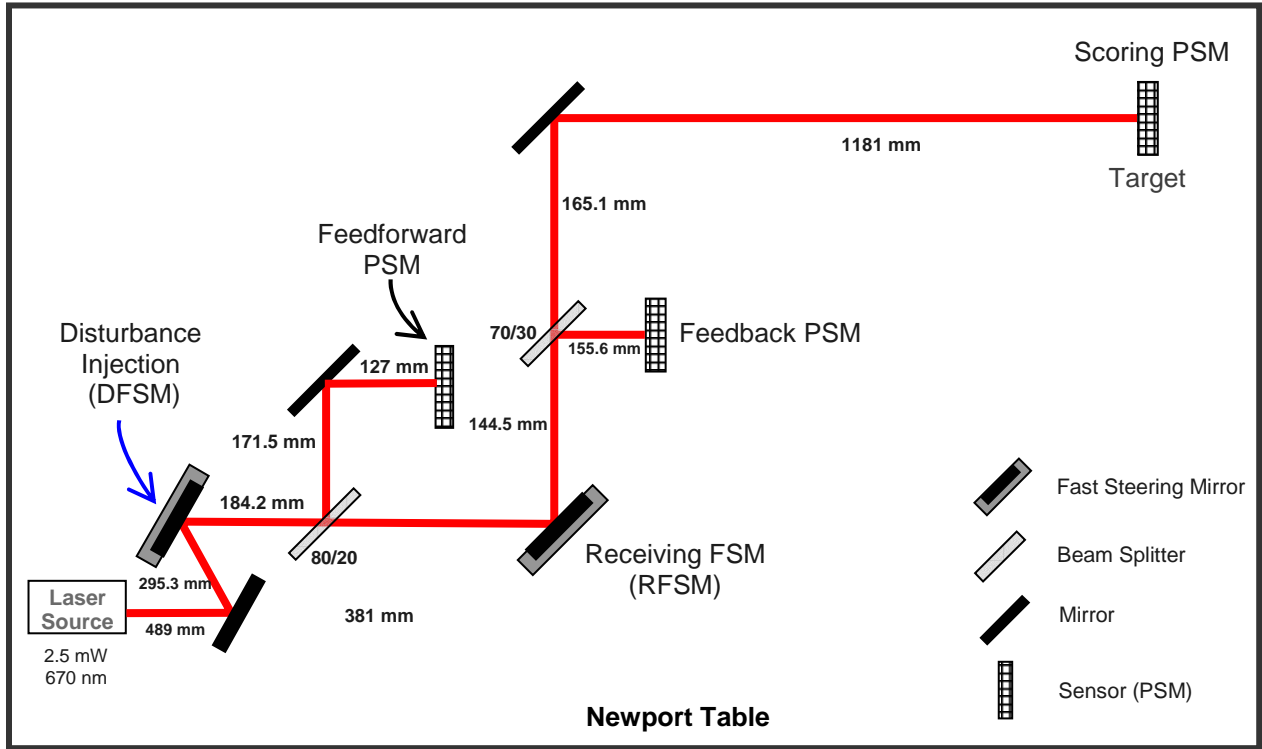 Scoring PSM
1181 mm
Target
165.1 mm
Feedforward
PSM
70/30
155.6 mm
Feedback PSM
Disturbance
Injection
(DFSM)
127 mm
144.5 mm
171.5 mm
184.2 mm
80/20
Receiving FSM
(RFSM)
295.3 mm
Laser
Source
489 mm
381 mm
2.5 mW
670 nm
Fast Steering Mirror
Beam Splitter
Mirror
Sensor (PSM)
Newport Table